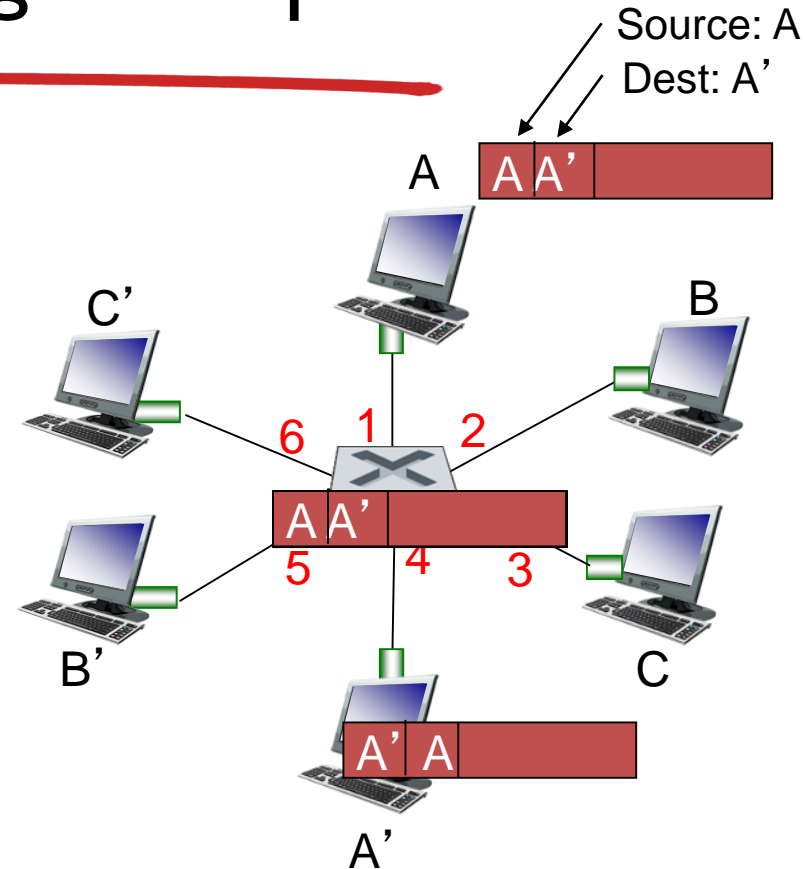 Source: A
Dest: A’
A A’
A
C’
B
6 1 2
A A’
5 4 3
B’
C
A’ A
A’